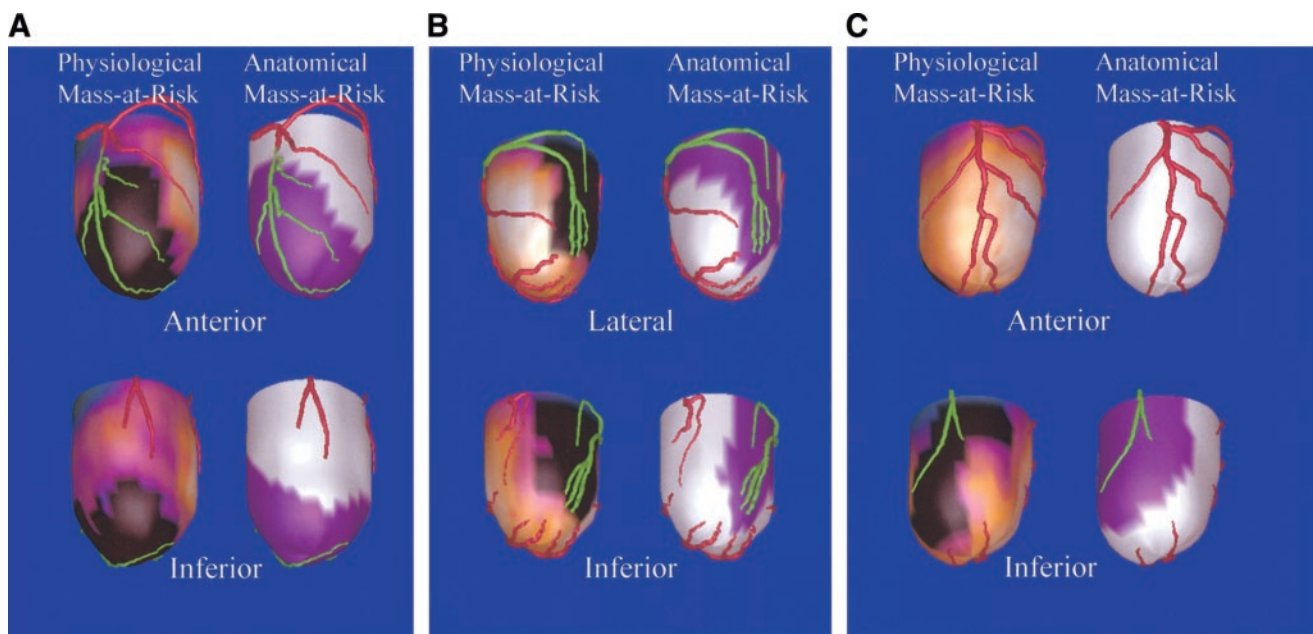 A
Physiological
Mass-at-Risk
Anatomical
Mass-at-Risk
Anterior
Inferior
B
Physiological
Mass-at-Risk
Anatomical
Mass-at-Risk
Lateral
Inferior
C
Physiological
Mass-at-Risk
Anatomical
Mass-at-Risk
Anterior
Inferior